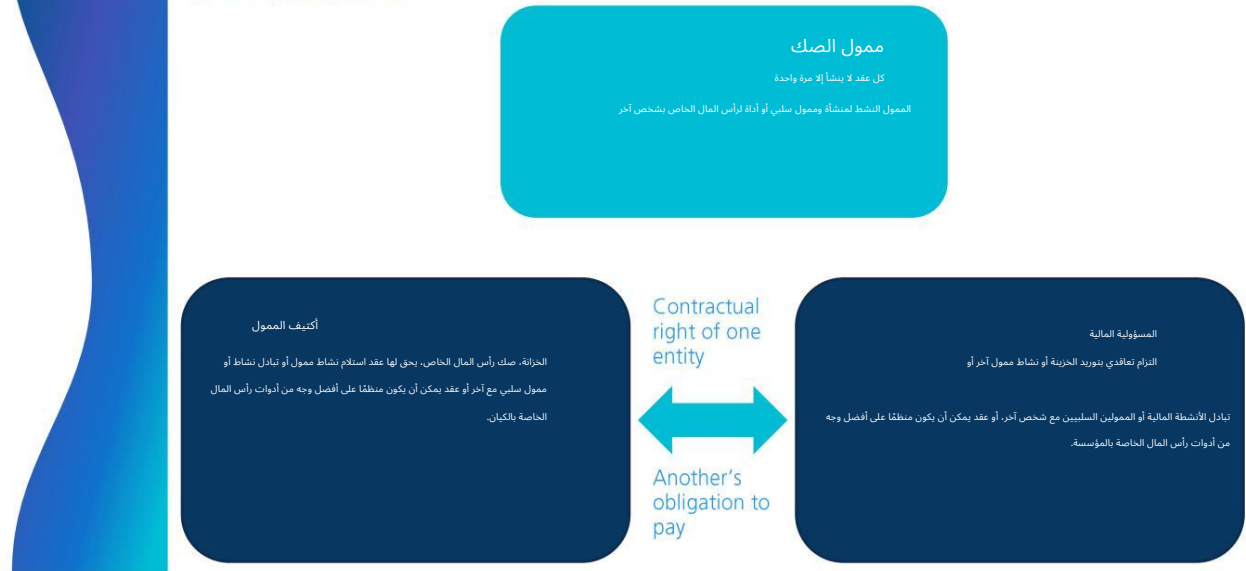 ممول الصك
كل عقد لا ينشأ إلا مرة واحدة
الممول النشط لمنشأة وممول سلبي أو أداة لرأس المال الخاص بشخص آخر
أكتيف الممول
الخزانة، صك رأس المال الخاص، يحق لها عقد استلام نشاط ممول أو تبادل نشاط أو
ممول سلبي مع آخر أو عقد يمكن أن يكون منظمًا على أفضل وجه من أدوات رأس المال
الخاصة بالكيان.
Contractual
right of one
entity
Another's
obligation to
pay
المسؤولية المالية
التزام تعاقدي بتوريد الخزينة أو نشاط ممول آخر أو
تبادل الأنشطة المالية أو الممولين السلبيين مع شخص آخر، أو عقد يمكن أن يكون منظمًا على أفضل وجه
من أدوات رأس المال الخاصة بالمؤسسة.